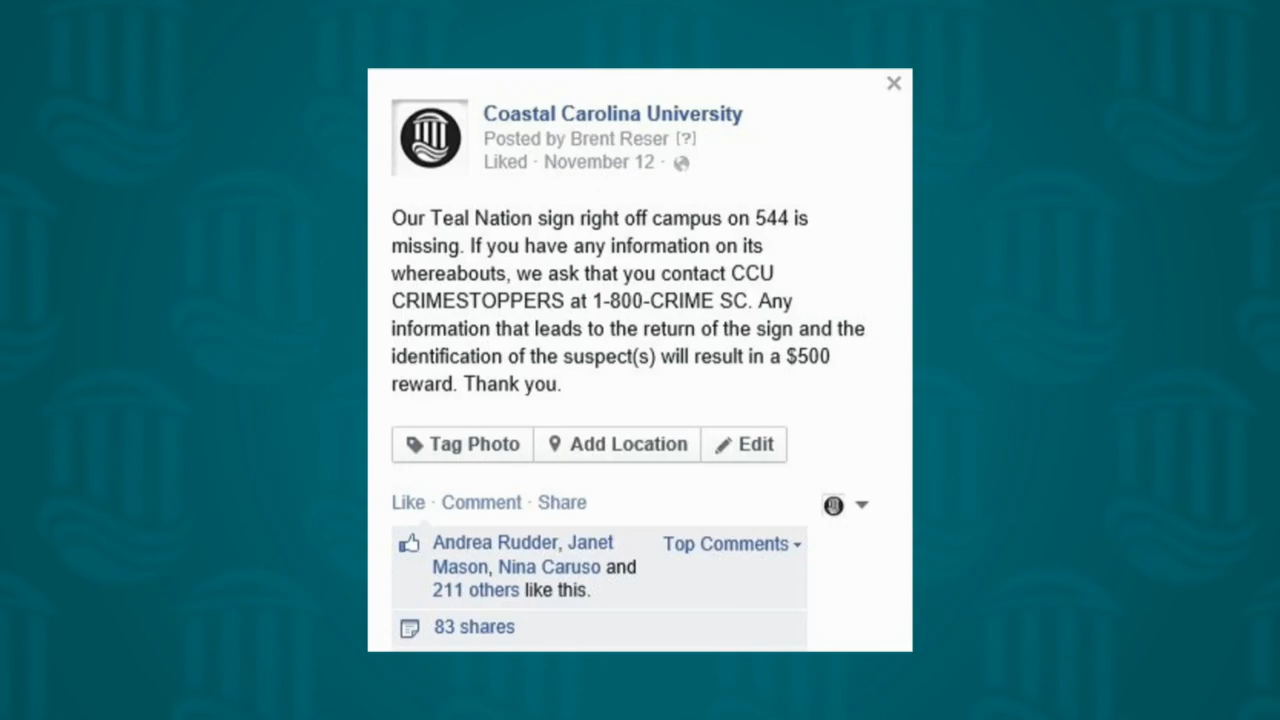 Coastal Carolina University
Posted by Brent Reser [?]
Liked · November 12 ·
Our Teal Nation sign right off campus on 544 is
missing. If you have any information on its
whereabouts, we ask that you contact CCU
CRIMESTOPPERS at 1-800-CRIME SC. Any
information that leads to the return of the sign and the
identification of the suspect(s) will result in a $500
reward. Thank you.
Tag Photo Add Location Edit
Like · Comment · Share
Andrea Rudder, Janet Top Comments
Mason, Nina Caruso and
211 others like this.
83 shares